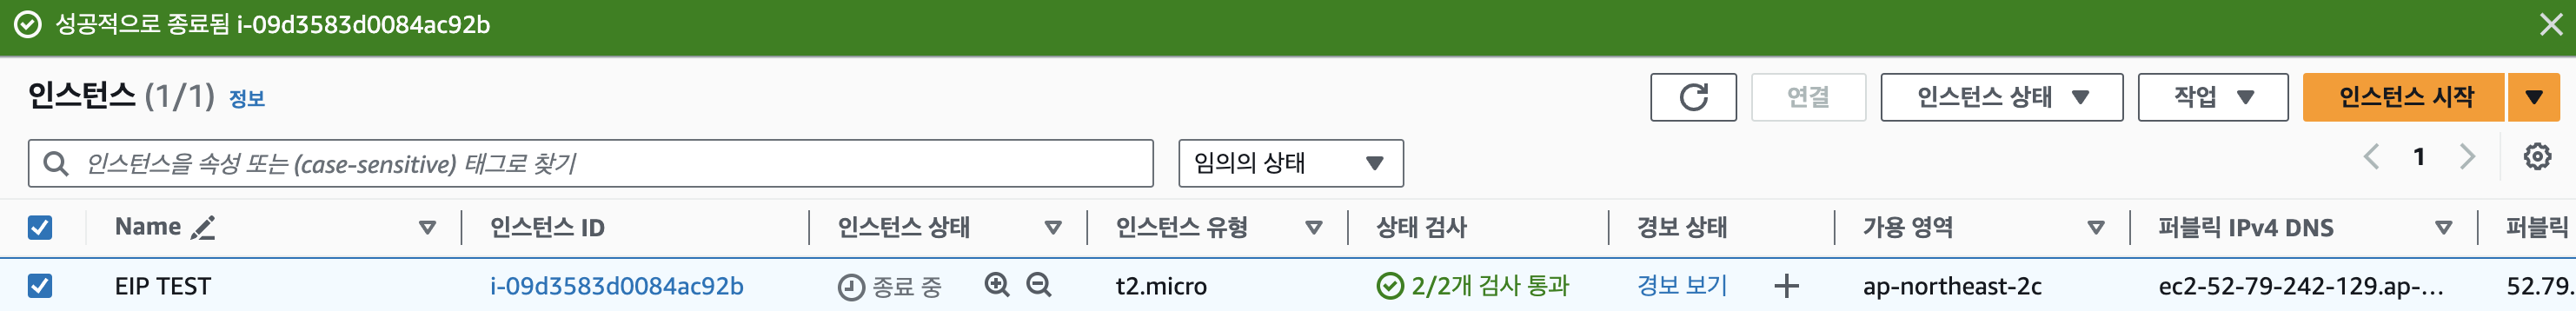 성공적으로 종료됨 i-09d3583d0084ac92b
인스턴스 (1/1) 정보 연결 인스턴스 상태 작업 인스턴스 시작
인스턴스을 속성 또는 (case-sensitive) 태그로 찾기 임의의 상태 1
Name 인스턴스 ID 인스턴스 상태 인스턴스 유형 상태 검사 경보 상태 가용 영역 퍼블릭 IPv4 DNS 퍼블릭
EIP TEST i-09d3583d0084ac92b 종료 중 t2.micro 2/2개 검사 통과 경보 보기 ap-northeast-2c ec2-52-79-242-129.ap-... 52.79.